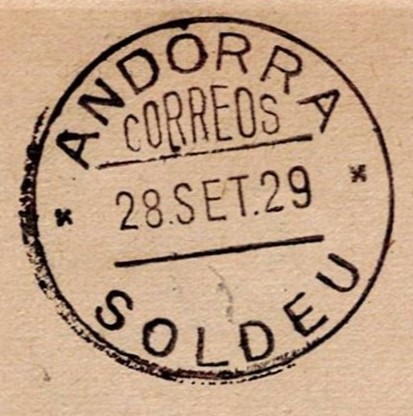 ANDORRA
CORREOS
28.SET.29
SOLDEU